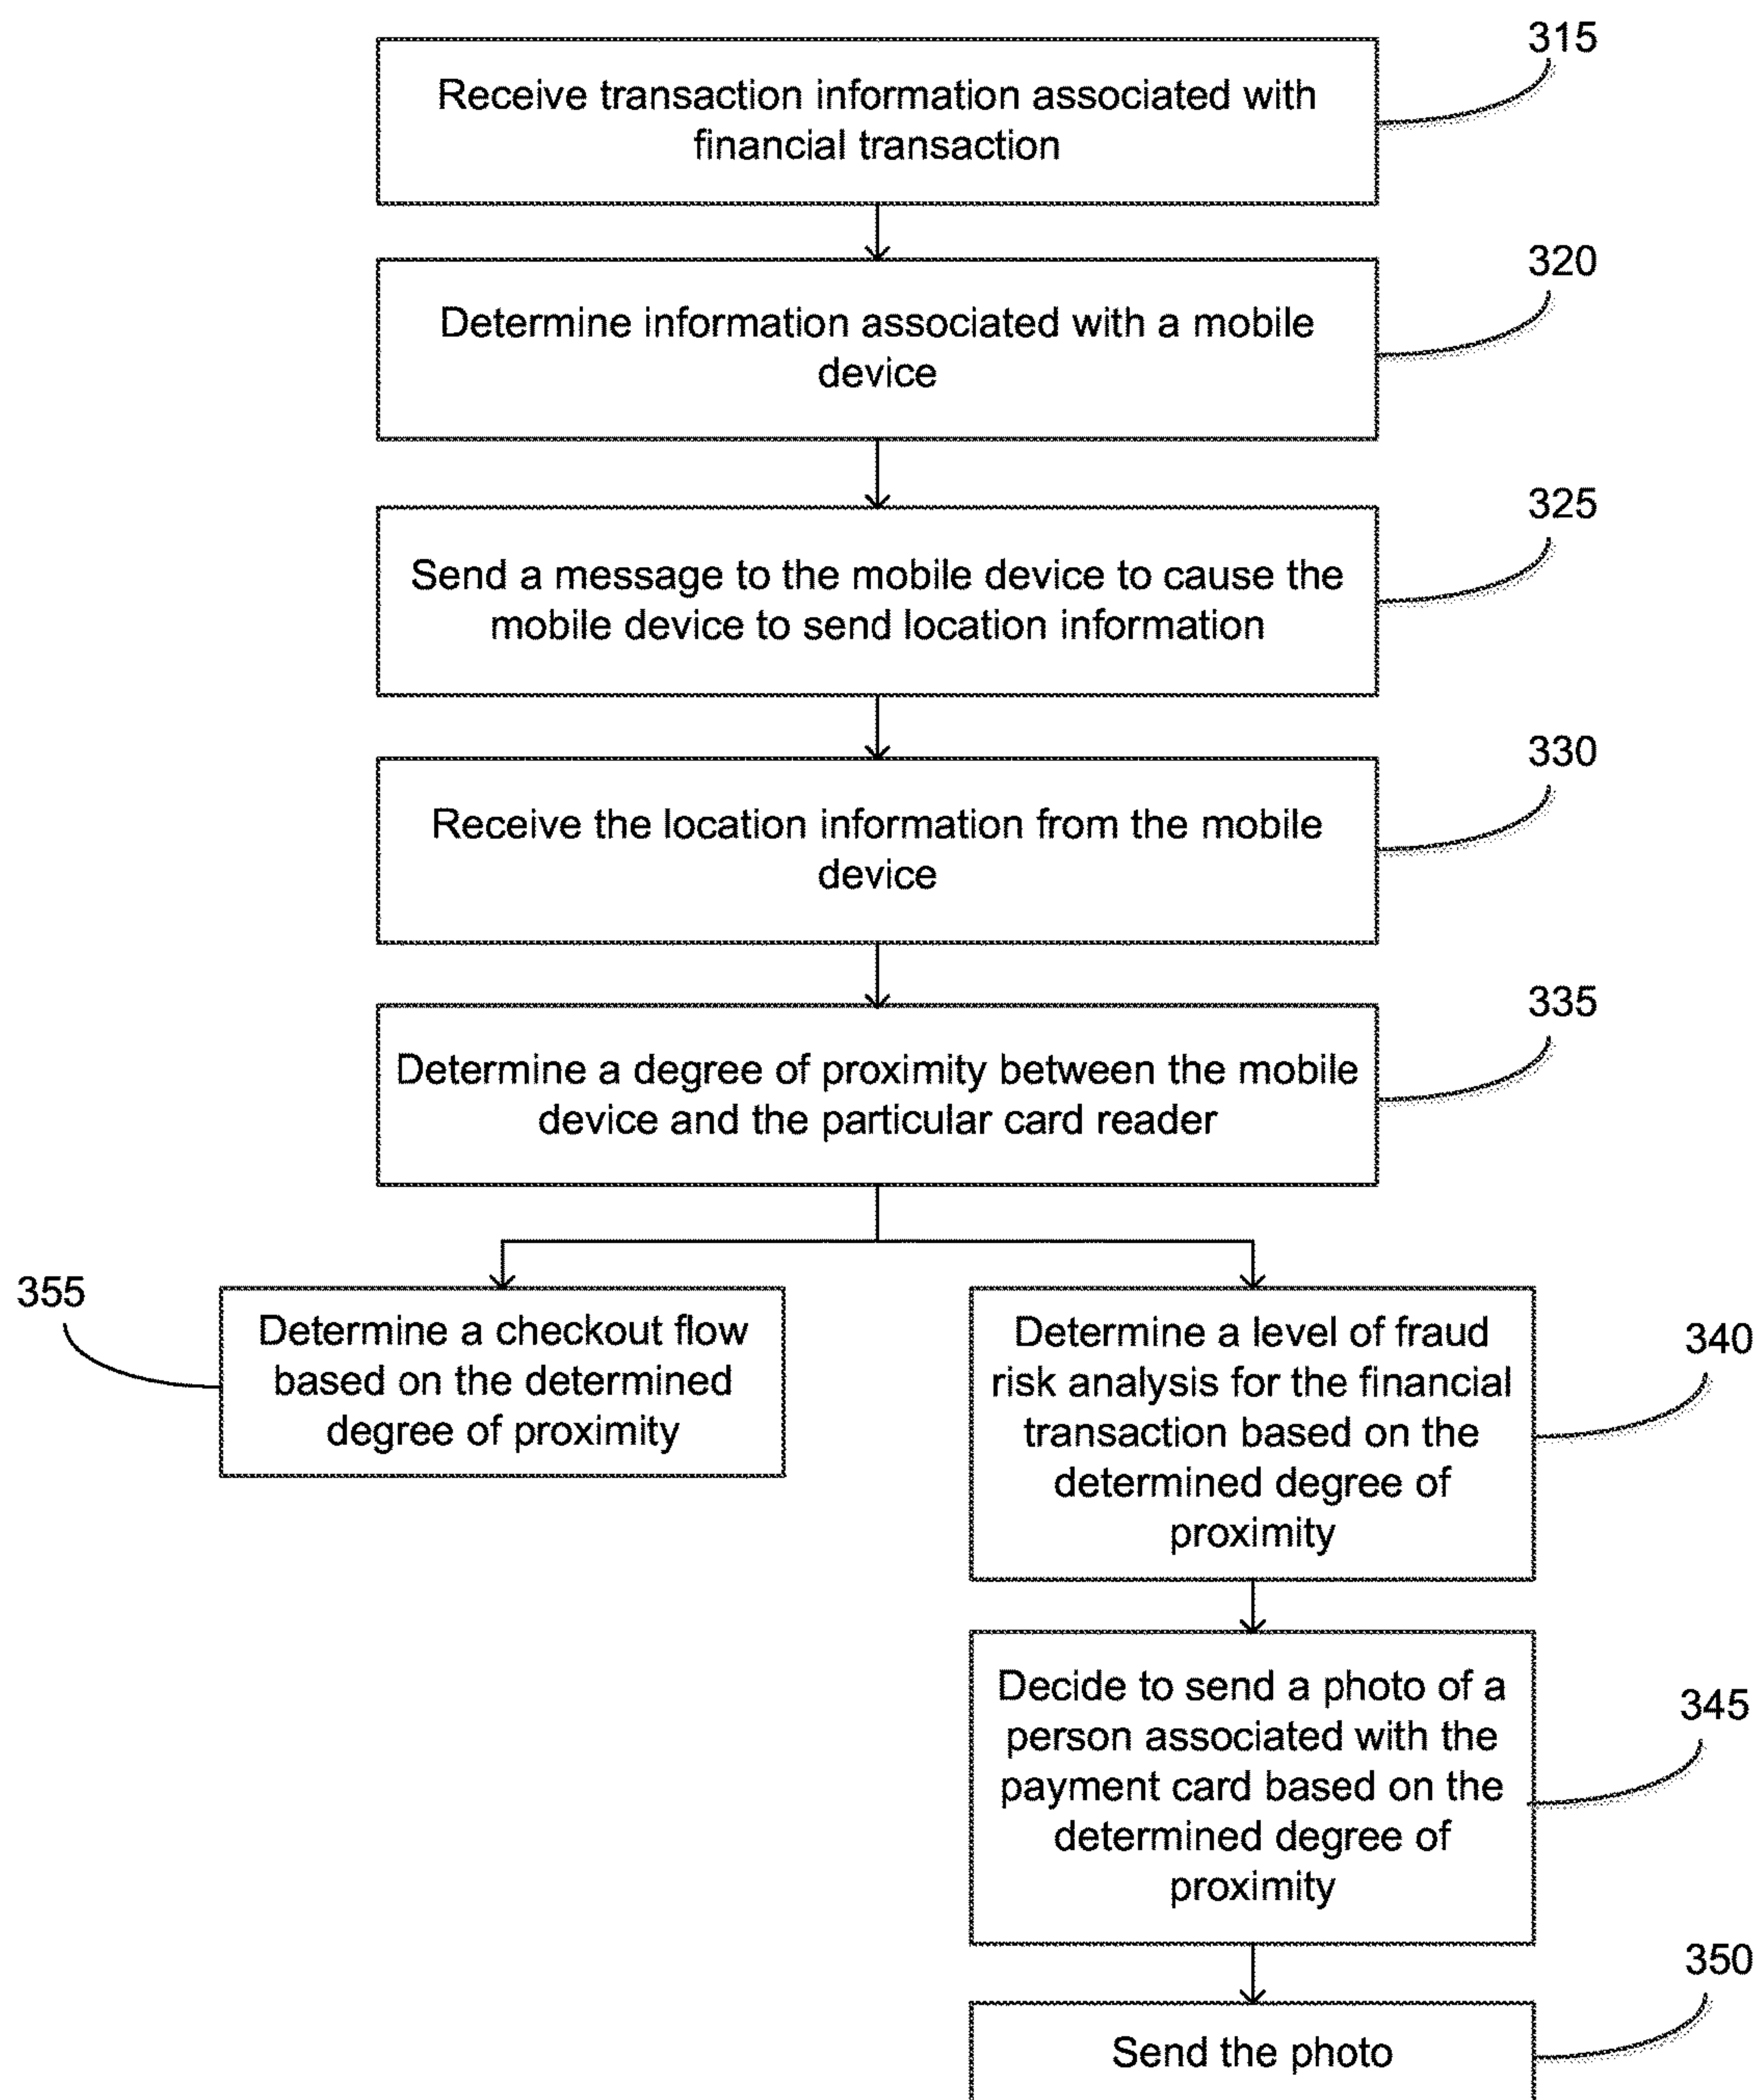 315
Receive transaction information associated with
financial transaction
320
Determine information associated with a mobile
device
325
Send a message to the mobile device to cause the
mobile device to send location information
330
Receive the location information from the mobile
device
335
Determine a degree of proximity between the mobile
device and the particular card reader
355
Determine a checkout flow
based on the determined
degree of proximity
340
Determine a level of fraud
risk analysis for the financial
transaction based on the
determined degree of
proximity
345
Decide to send a photo of a
person associated with the
payment card based on the
determined degree of
proximity
350
Send the photo